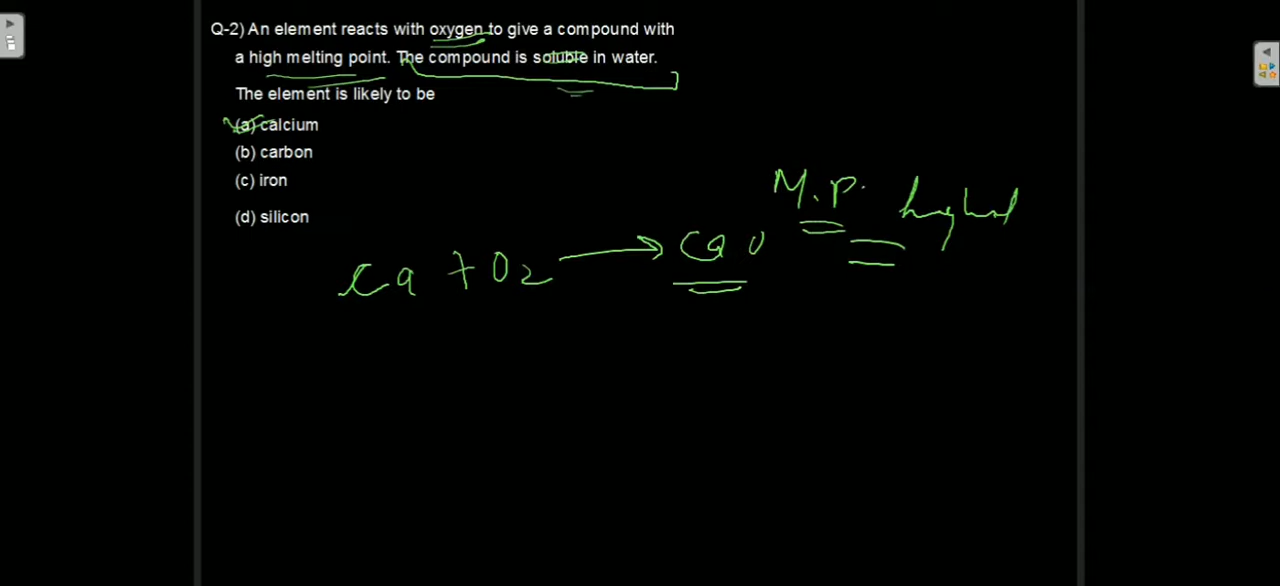 Q-2) An element reacts with oxygen to give a compound with
a high melting point. The compound is soluble in water.
The element is likely to be
(a) calcium
(b) carbon
(c) iron
(d) silicon
M.P.
Ca + O2 → CaO